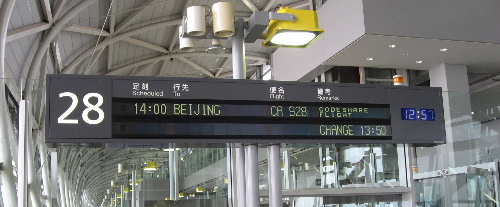 28
定刻 行先 便名 備考
Scheduled To Flight Remarks
14:00 BEIJING CA 928 CODESHARE FLIGHT
CHANGE 13:50
12:57